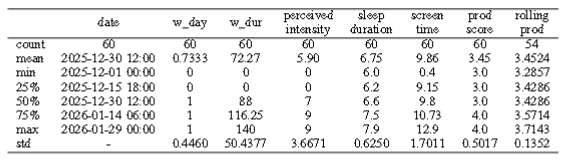 date w_day w_dur perceived intensity sleep duration screen time prod score rolling prod
count 60 60 60 60 60 60 60 54
mean 2025-12-30 12:00 0.7333 72.27 5.90 6.75 9.86 3.45 3.4524
min 2025-12-01 00:00 0 0 0 6.0 0.4 3.0 3.2857
25% 2025-12-15 18:00 0 0 0 6.2 9.15 3.0 3.4286
50% 2025-12-30 12:00 1 88 7 6.6 9.8 3.0 3.4286
75% 2026-01-14 06:00 1 116.25 9 7.5 10.73 4.0 3.5714
max 2026-01-29 00:00 1 140 9 7.9 12.9 4.0 3.7143
std - 0.4460 50.4377 3.6671 0.6250 1.7011 0.5017 0.1352